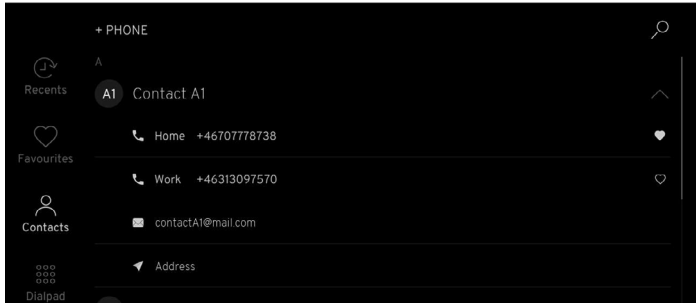 + PHONE
A
Recents
A1 Contact A1
Home +46707778738
Favourites
Work +46313097570
Contacts
contactA1@mail.com
Address
Dialpad